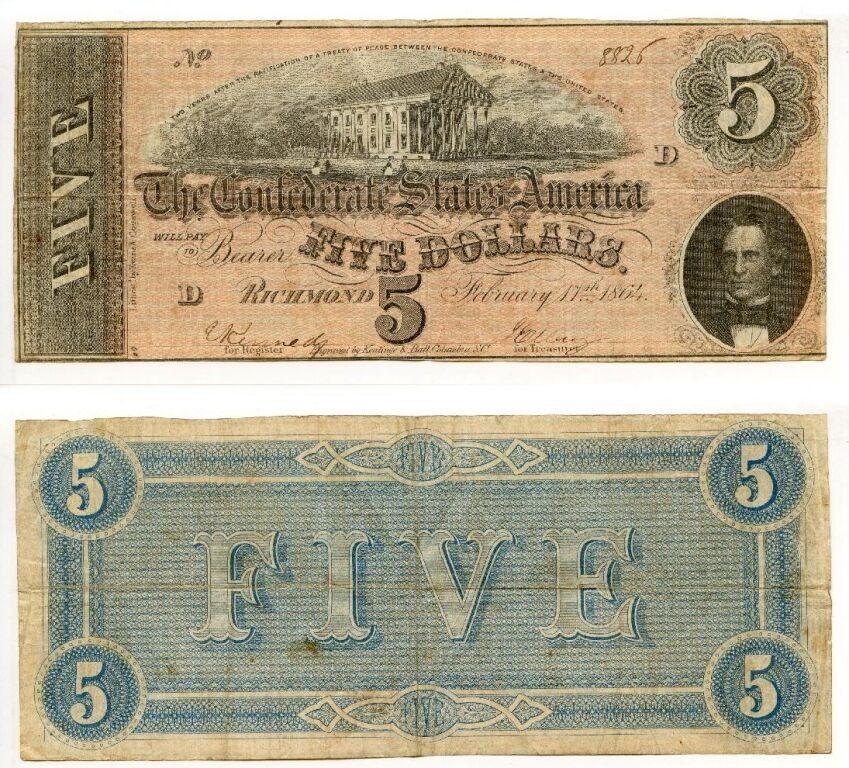 No
8826
TWO YEARS AFTER THE RATIFICATION OF A TREATY OF PEACE BETWEEN THE CONFEDERATE STATES & THE UNITED STATES
5
FIVE
D
The Confederate States of America
WILL PAY
TO Bearer FIVE DOLLARS.
D RICHMOND 5 February 17th 1864.
for Register
Engraved by Keatinge & Ball Columbia S.C.
for Treasurer
5 FIVE 5
FIVE
5 FIVE 5